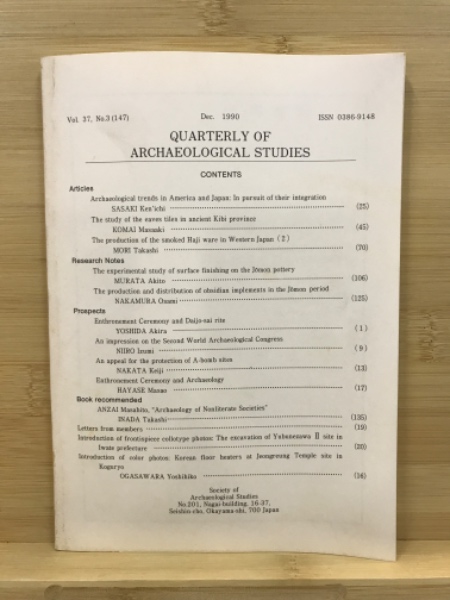 Vol. 37, No.3 (147) Dec. 1990 ISSN 0386-9148
QUARTERLY OF
ARCHAEOLOGICAL STUDIES
CONTENTS
Articles
Archaeological trends in America and Japan: In pursuit of their integration
SASAKI Ken'ichi (25)
The study of the eaves tiles in ancient Kibi province
KOMAI Masaaki (45)
The production of the smoked Haji ware in Western Japan (2)
MORI Takashi (70)
Research Notes
The experimental study of surface finishing on the Jōmon pottery
MURATA Akito (106)
The production and distribution of obsidian implements in the Jōmon period
NAKAMURA (125)
Prospects
Enthronement Ceremony and Daijo-sai rite
YOSHIDA Akira (1)
An impression on the Second World Archaeological Congress
NIIRO Izumi (9)
An appeal for the protection of A-bomb sites
NAKATA Keiji (13)
Enthronement Ceremony and Archaeology
HAYASE Masao (17)
Book recommended
ANZAI Masahito, "Archaeology of Nonliterate Societies"
INADA Takashi (135)
Letters from members (19)
Introduction of frontispiece collotype photos: The excavation of Yubunezawa II site in
Iwate prefecture (20)
Introduction of color photos: Korean floor heaters at Jeongreung Temple site in
Koguryo
OGASAWARA Yoshihiko (24)
Society of
Archaeological Studies
No.201, Nagai-building, 16-37,
Seishin-cho, Okayama-shi, 700 Japan